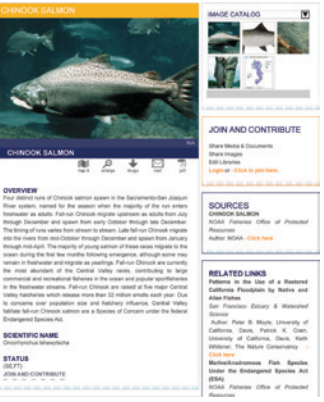 CHINOOK SALMON
N/A
CHINOOK SALMON
map it
enlarge
assign
mail
pdf
OVERVIEW
Four distinct runs of Chinook salmon spawn in the Sacramento-San Joaquin
River system, named for the season when the majority of the run enters
freshwater as adults. Fall-run Chinook migrate upstream as adults from July
through December and spawn from early October through late December.
The timing of runs varies from stream to stream. Late fall-run Chinook migrate
into the rivers from mid-October through December and spawn from January
through mid-April. The majority of young salmon of these races migrate to the
ocean during the first few months following emergence, although some may
remain in freshwater and migrate as yearlings. Fall-run Chinook are currently
the most abundant of the Central Valley races, contributing to large
commercial and recreational fisheries in the ocean and popular sportfisheries
in the freshwater streams. Fall-run Chinook are raised at five major Central
Valley hatcheries which release more than 32 million smolts each year. Due
to concerns over population size and hatchery influence, Central Valley
fall/late fall-run Chinook salmon are a Species of Concern under the federal
Endangered Species Act.
SCIENTIFIC NAME
Oncorhynchus tshawytscha
STATUS
(SE,FT)
JOIN AND CONTRIBUTE
IMAGE CATALOG
JOIN AND CONTRIBUTE
Share Media & Documents
Share Images
Edit Libraries
Login or - Click to join here.
SOURCES
CHINOOK SALMON
NOAA Fisheries Office of Protected
Resources
Author: NOAA - Click here
RELATED LINKS
Patterns in the Use of a Restored
California Floodplain by Native and
Alien Fishes
San Francisco Estuary & Watershed
Science
Author: Peter B. Moyle, University of
California, Davis, Patrick K. Crain,
University of California, Davis, Keith
Whitener, The Nature Conservancy -
Click here
Marine/Anadromous Fish Species
Under the Endangered Species Act
(ESA)
NOAA Fisheries Office of Protected
Resources